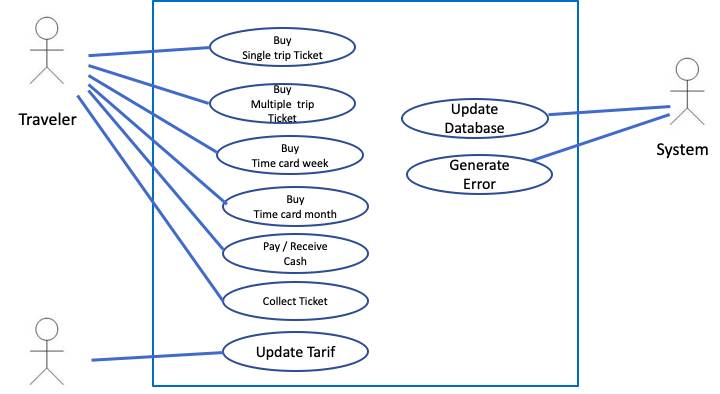 Buy
Single trip Ticket
Buy
Multiple trip
Ticket
Traveler
Update
Database
Buy
Time card week
System
Generate
Error
Buy
Time card month
Pay / Receive
Cash
Collect Ticket
Update Tarif